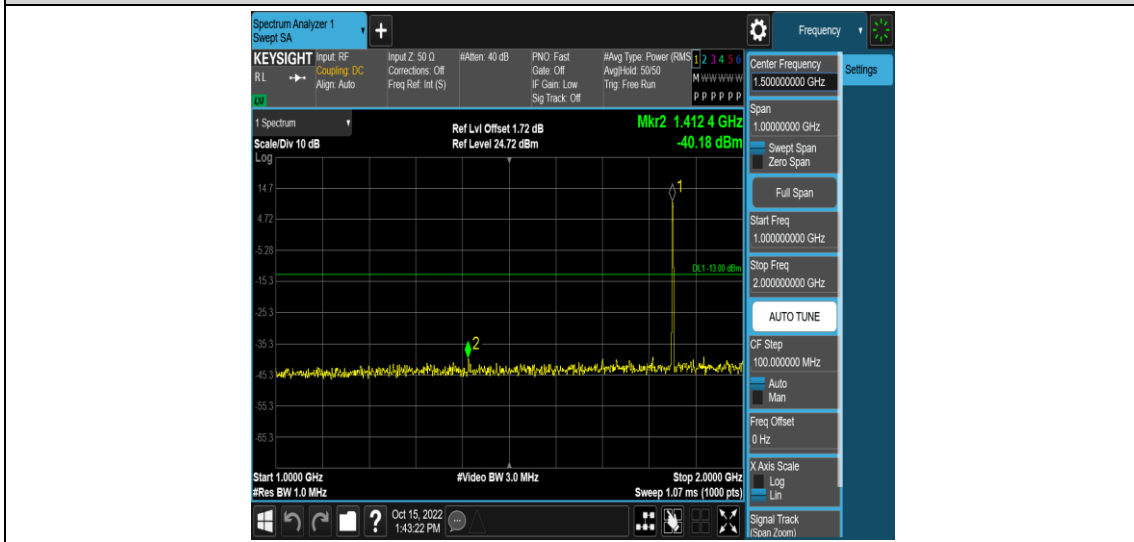 Spectrum Analyzer 1
Swept SA
+
Frequency
KEYSIGHT
RL
LXI
Input: RF
Coupling: DC
Align: Auto
Input Z: 50 Ω
Corrections: Off
Freq Ref: Int (S)
#Atten: 40 dB
PNO: Fast
Gate: Off
IF Gain: Low
Sig Track: Off
#Avg Type: Power (RMS
Avg|Hold: 50/50
Trig: Free Run
1 2 3 4 5 6
M W W W W W
P P P P P P
1 Spectrum
Scale/Div 10 dB
Log
Ref Lvl Offset 1.72 dB
Ref Level 24.72 dBm
Mkr2 1.412 4 GHz
-40.18 dBm
14.7
4.72
-5.28
-15.3
-25.3
-35.3
-45.3
-55.3
-65.3
1
DL1 -13.00 dBm
2
Start 1.0000 GHz
#Res BW 1.0 MHz
#Video BW 3.0 MHz
Stop 2.0000 GHz
Sweep 1.07 ms (1000 pts)
?
Oct 15, 2022
1:43:22 PM
Center Frequency
1.50000000 GHz
Settings
Span
1.00000000 GHz
Swept Span
Zero Span
Full Span
Start Freq
1.000000000 GHz
Stop Freq
2.000000000 GHz
AUTO TUNE
CF Step
100.000000 MHz
Auto
Man
Freq Offset
0 Hz
X Axis Scale
Log
Lin
Signal Track
(Span Zoom)